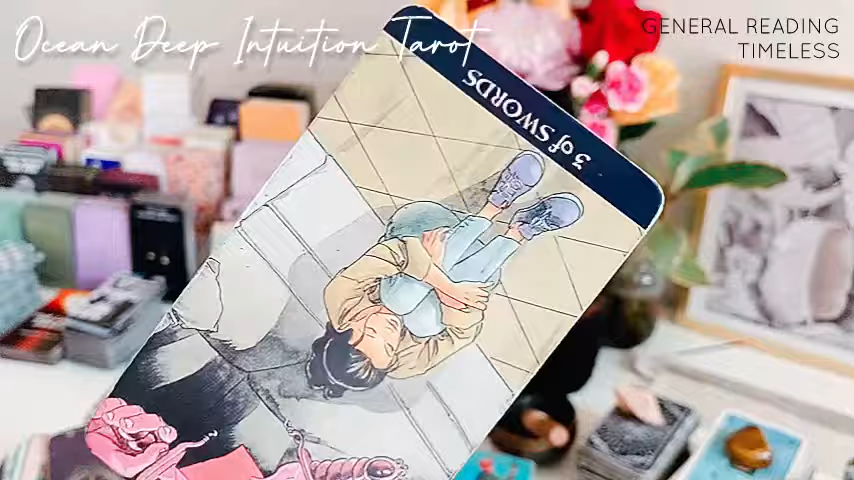 Ocean Deep Intuition Tarot
GENERAL READING
TIMELESS
3 of SWORDS